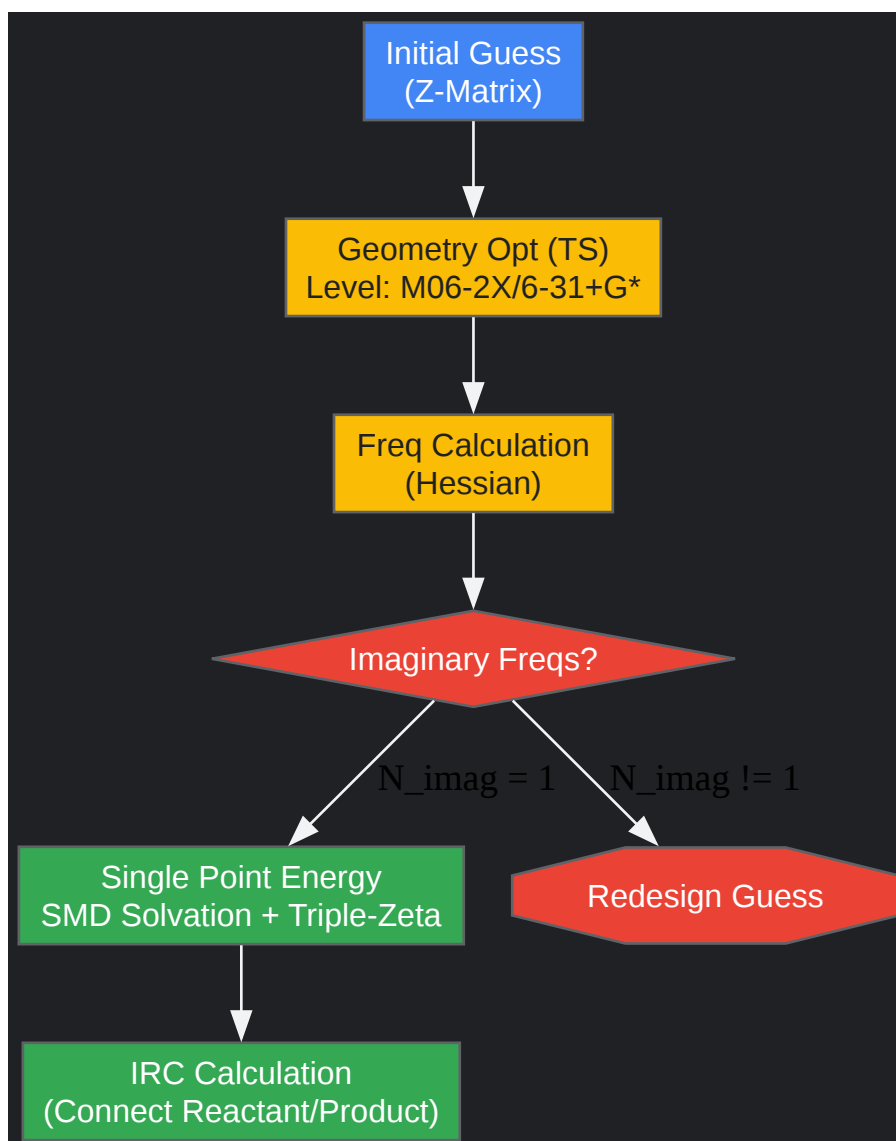 Initial Guess
(Z-Matrix)
Geometry Opt (TS)
Level: M06-2X/6-31+G*
Freq Calculation
(Hessian)
Imaginary Freqs?
N_imag = 1
N_imag != 1
Single Point Energy
SMD Solvation + Triple-Zeta
Redesign Guess
IRC Calculation
(Connect Reactant/Product)